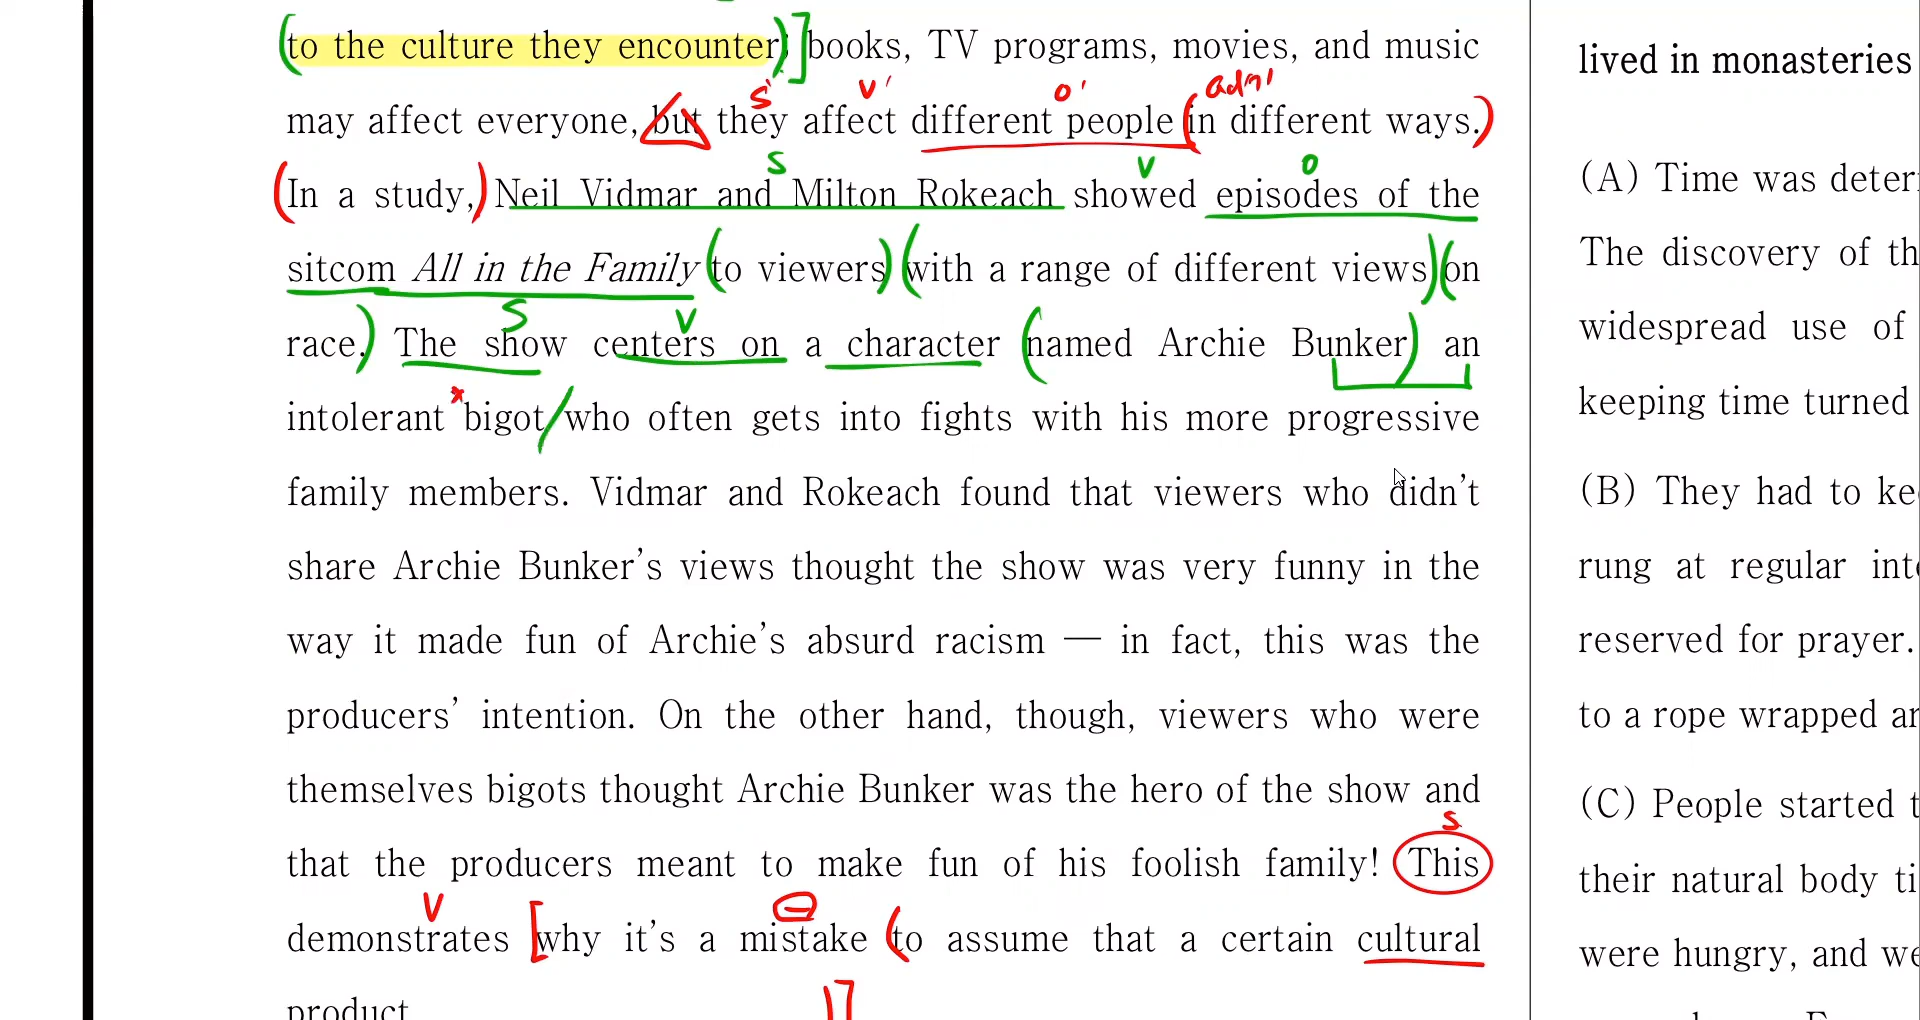 to the culture they encounter; books, TV programs, movies, and music
s' v' o' adn'
may affect everyone, but they affect different people in different ways.
s v o
In a study, Neil Vidmar and Milton Rokeach showed episodes of the
sitcom All in the Family to viewers with a range of different views on
s v
race. The show centers on a character named Archie Bunker, an
intolerant *bigot who often gets into fights with his more progressive
family members. Vidmar and Rokeach found that viewers who didn't
share Archie Bunker's views thought the show was very funny in the
way it made fun of Archie's absurd racism — in fact, this was the
producers' intention. On the other hand, though, viewers who were
themselves bigots thought Archie Bunker was the hero of the show and
s
that the producers meant to make fun of his foolish family! This
v
demonstrates why it's a mistake to assume that a certain cultural
product
lived in monasteries
(A) Time was deter
The discovery of th
widespread use of
keeping time turned
(B) They had to ke
rung at regular int
reserved for prayer.
to a rope wrapped ar
(C) People started t
their natural body ti
were hungry, and we